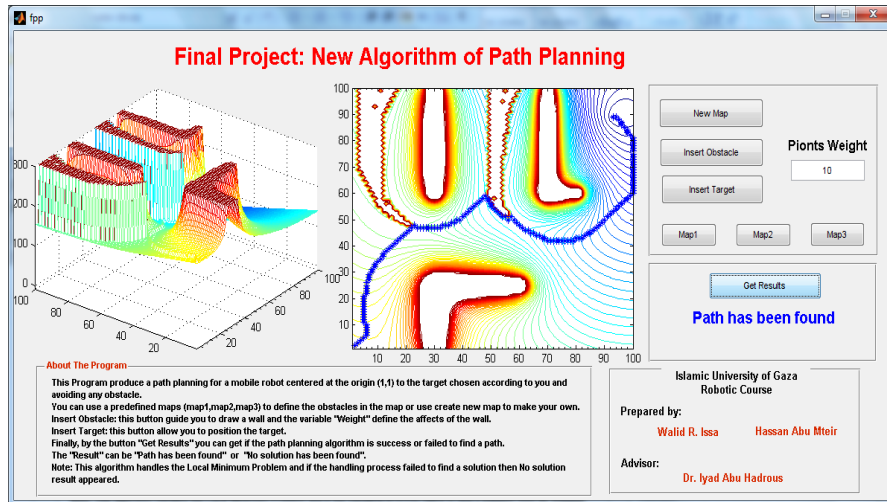 fpp
Final Project: New Algorithm of Path Planning
300
200
100
0
100
80
60
40
20
20
40
60
80
100
100
90
80
70
60
50
40
30
20
10
10 20 30 40 50 60 70 80 90 100
New Map
Insert Obstacle
Insert Target
Pionts Weight
10
Map1 Map2 Map3
Get Results
Path has been found
About The Program
This Program produce a path planning for a mobile robot centered at the origin (1,1) to the target chosen according to you and
avoiding any obstacle.
You can use a predefined maps (map1,map2,map3) to define the obstacles in the map or use create new map to make your own.
Insert Obstacle: this button guide you to draw a wall and the variable "Weight" define the affects of the wall.
Insert Target: this button allow you to position the target.
Finally, by the button "Get Results" you can get if the path planning algorithm is success or failed to find a path.
The "Result" can be "Path has been found" or "No solution has been found".
Note: This algorithm handles the Local Minimum Problem and if the handling process failed to find a solution then No solution
result appeared.
Islamic University of Gaza
Robotic Course
Prepared by:
Walid R. Issa Hassan Abu Mteir
Advisor:
Dr. Iyad Abu Hadrous